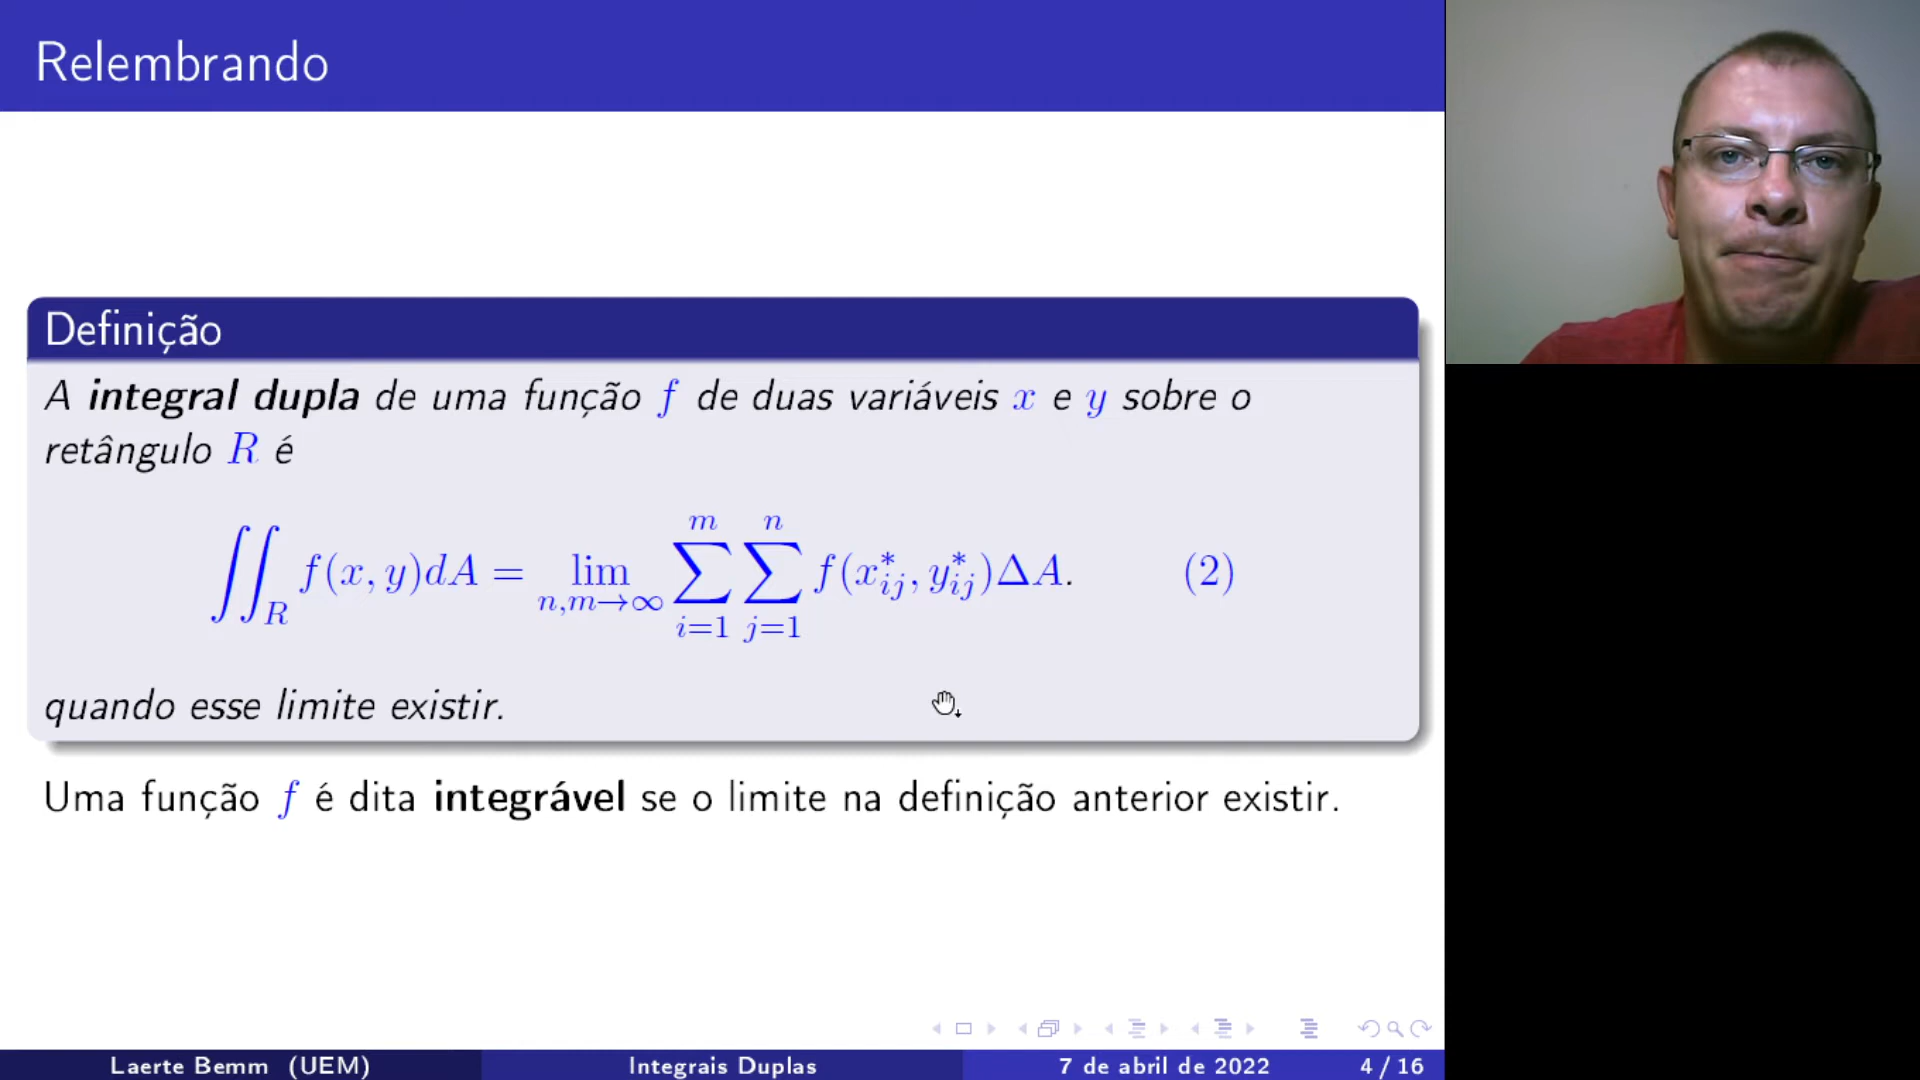 Relembrando
Definição
A integral dupla de uma função f de duas variáveis x e y sobre o
retângulo R é
∬_R f(x, y)dA = lim_{n,m→∞} ∑_{i=1}^{m} ∑_{j=1}^{n} f(x*_{ij}, y*_{ij})ΔA. (2)
quando esse limite existir.
Uma função f é dita integrável se o limite na definição anterior existir.
Laerte Bemm (UEM) Integrais Duplas 7 de abril de 2022 4 / 16